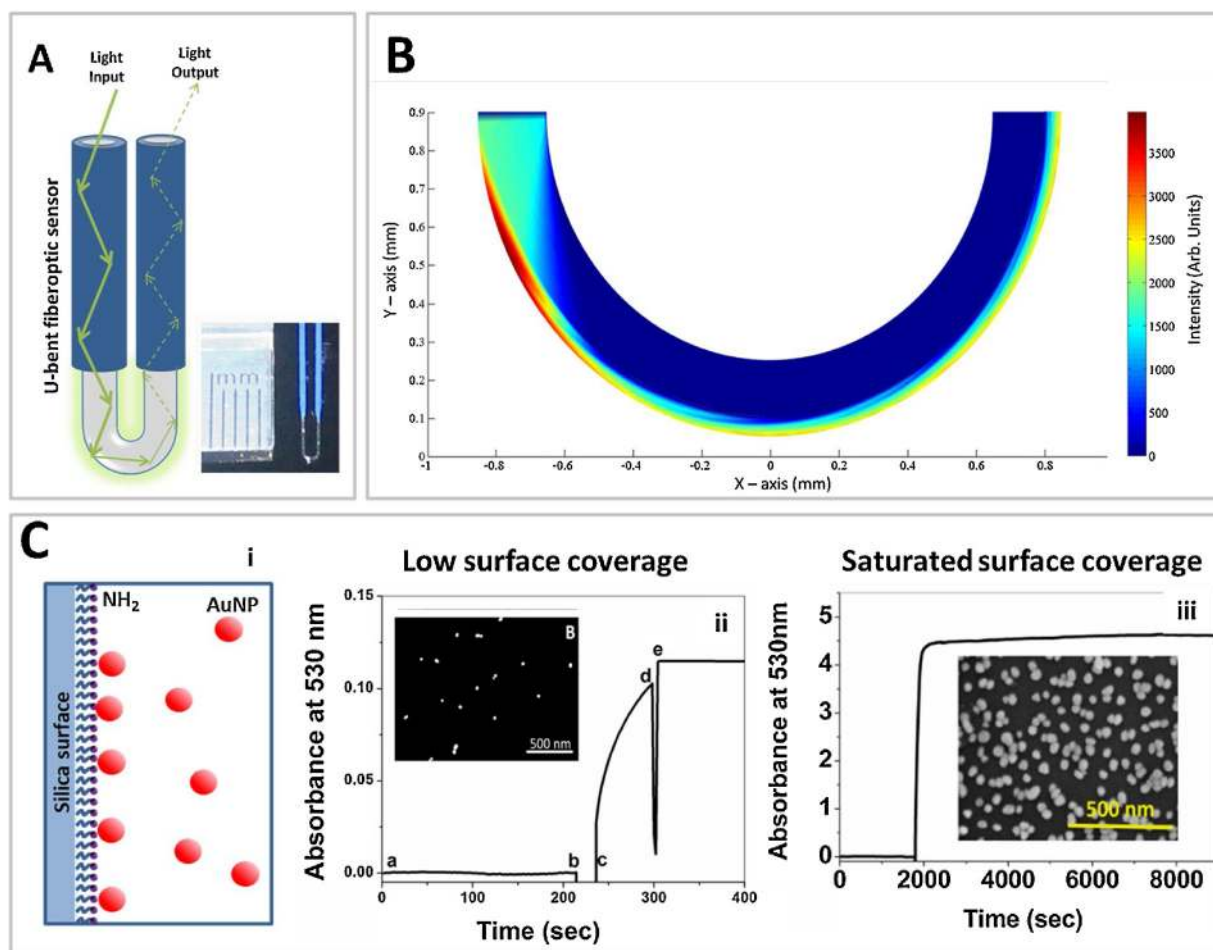 A
Light
Input
Light
Output
U-bent fiberoptic sensor
B
Y – axis (mm)
0.9
0.8
0.7
0.6
0.5
0.4
0.3
0.2
0.1
0
-1
-0.8
-0.6
-0.4
-0.2
0
0.2
0.4
0.6
0.8
X – axis (mm)
3500
3000
2500
2000
1500
1000
500
0
Intensity (Arb. Units)
C
i
Silica surface
NH2
AuNP
Low surface coverage
ii
Absorbance at 530 nm
0.15
0.10
0.05
0.00
B
500 nm
a
b
c
d
e
0
100
200
300
400
Time (sec)
Saturated surface coverage
iii
Absorbance at 530nm
5
4
3
2
1
0
500 nm
0
2000
4000
6000
8000
Time (sec)